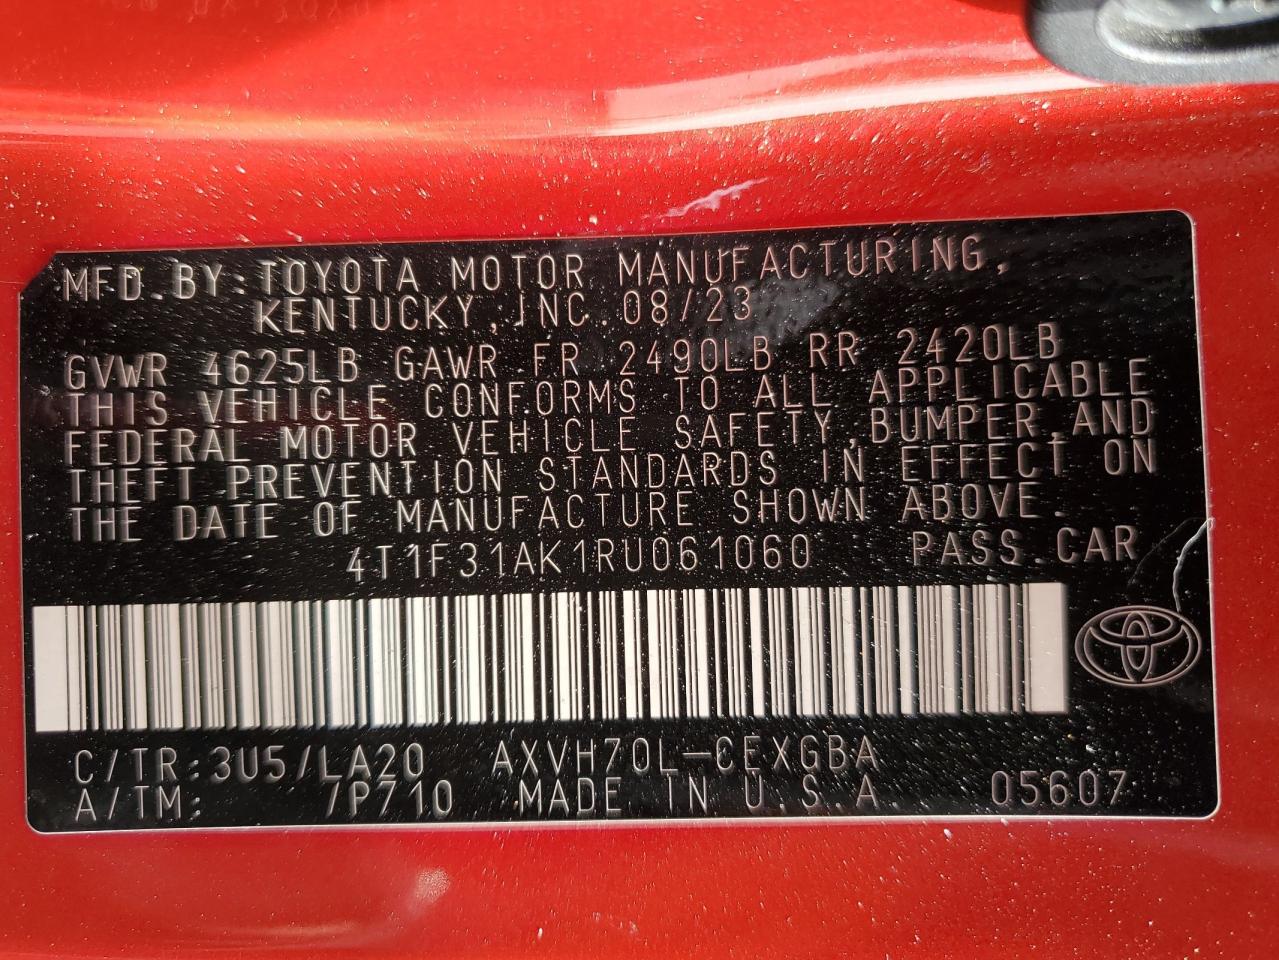 MFD.BY:TOYOTA MOTOR MANUFACTURING,
KENTUCKY,INC.08/23
GVWR 4625LB GAWR FR 2490LB RR 2420LB
THIS VEHICLE CONFORMS TO ALL APPLICABLE
FEDERAL MOTOR VEHICLE SAFETY,BUMPER,AND
THEFT PREVENTION STANDARDS IN EFFECT ON
THE DATE OF MANUFACTURE SHOWN ABOVE.
4T1F31AK1RU061060 PASS.CAR
C/TR:3U5/LA20 AXVH70L-CEXGBA
A/TM: /P710 MADE IN U.S.A. 05607